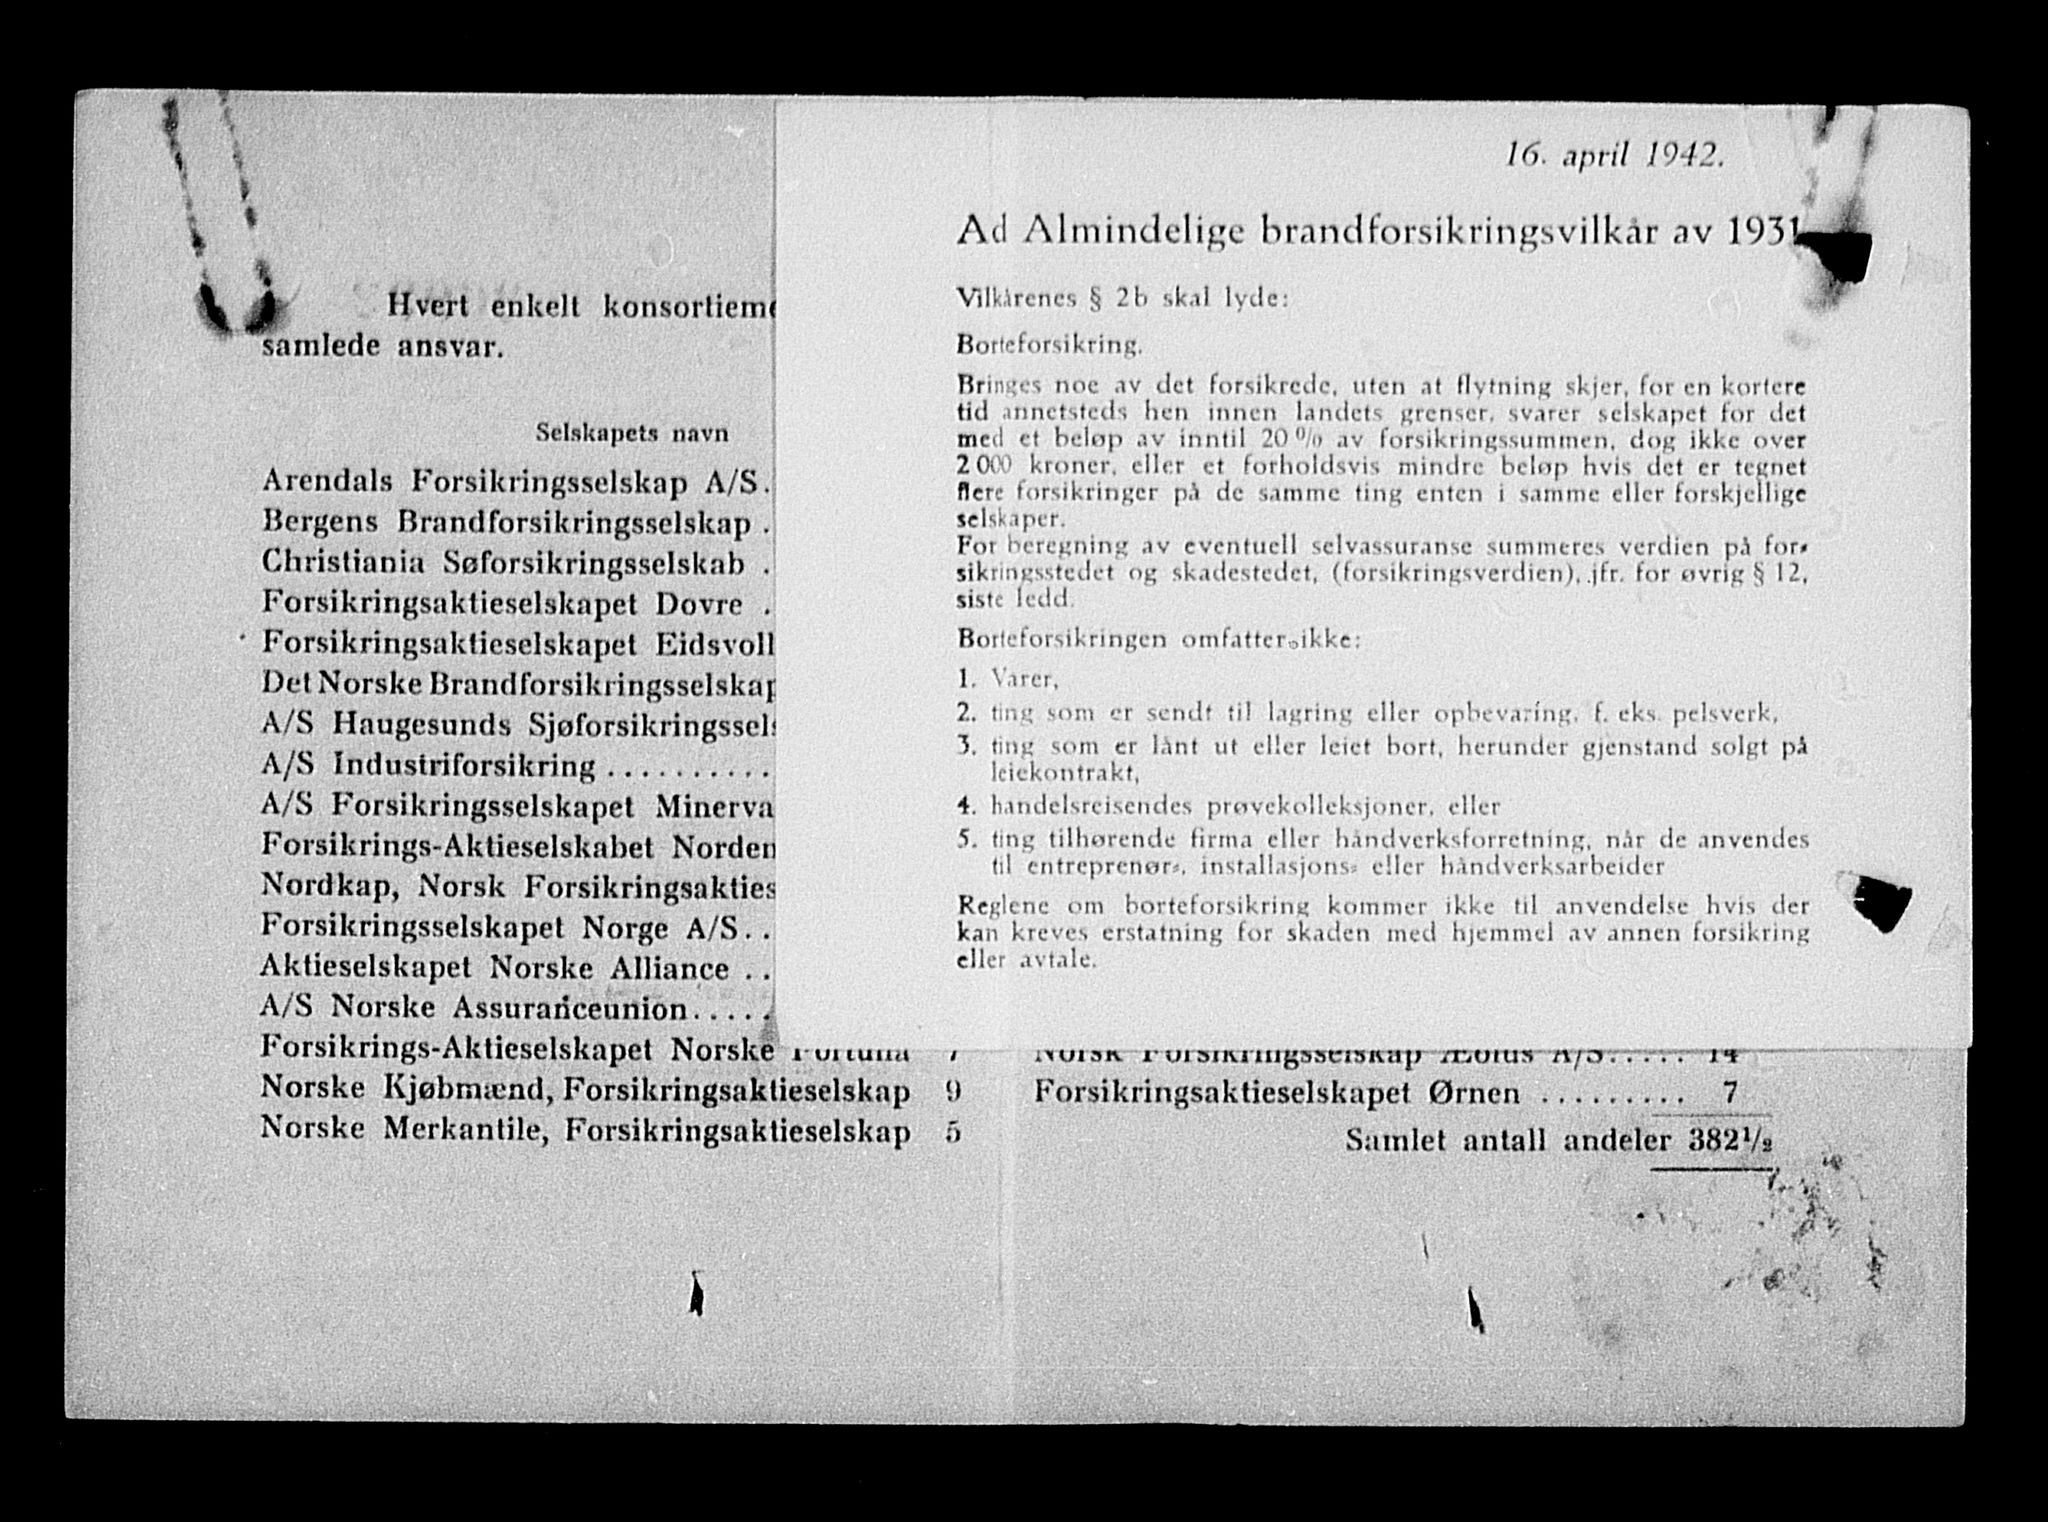 Hvert enkelt
samlede ansvar.
Selskapets navn
Arendals Forsikringsselskap A/S.
Bergens Brandforsikringsselskap .
Christiania Søforsikringsselskab .
Forsikringsaktieselskapet Dovre .
Forsikringsaktieselskapet Eidsvoll
Det Norske Brandforsikringsselskap
A/S Haugesunds
A/S Industriforsikring ..........
A/S Forsikringsselskapet Minerva
Forsikrings-Aktieselskabet Norden
Nordkap, Norsk
Forsikringsselskapet Norge A/S..
Aktieselskapet Norske Alliance ..
A/S Norske Assuranceunion.....
Forsikrings-Aktieselskapet Norske Fortuna 7
Norske Kjøbmænd, Forsikringsaktieselskap 9
Norske Merkantile, Forsikringsaktieselskap 5
16. april 1942.
Ad Almindelige brandforsikringsvilkår av 1931
Vilkårenes § 2b skal lyde:
Borteforsikring.
Bringes noe av det forsikrede, uten at flytning skjer, for en kortere
tid annetsteds hen innen landets grenser, svarer selskapet for det
med et beløp av inntil 20 % av forsikringssummen, dog ikke over
2 000 kroner, eller et forholdsvis mindre beløp hvis det er tegnet
flere forsikringer på de samme ting enten i samme eller forskjellige
selskaper.
For beregning av eventuell selvassuranse summeres verdien på for-
sikringsstedet og skadestedet, (forsikringsverdien), jfr. for øvrig § 12,
siste ledd.
Borteforsikringen omfatter ikke:
1. Varer,
2. ting som er sendt til lagring eller opbevaring, f. eks. pelsverk,
3. ting som er lånt ut eller leiet bort, herunder gjenstand solgt på
leiekontrakt,
4. handelsreisendes prøvekolleksjoner, eller
5. ting tilhørende firma eller håndverksforretning, når de anvendes
til entreprenør-, installasjons- eller håndverksarbeider
Reglene om borteforsikring kommer ikke til anvendelse hvis der
kan kreves erstatning for skaden med hjemmel av annen forsikring
eller avtale.
Norsk Forsikringsselskap Æolus A/S..... 14
Forsikringsaktieselskapet Ørnen ......... 7
Samlet antall andeler 382 1/2